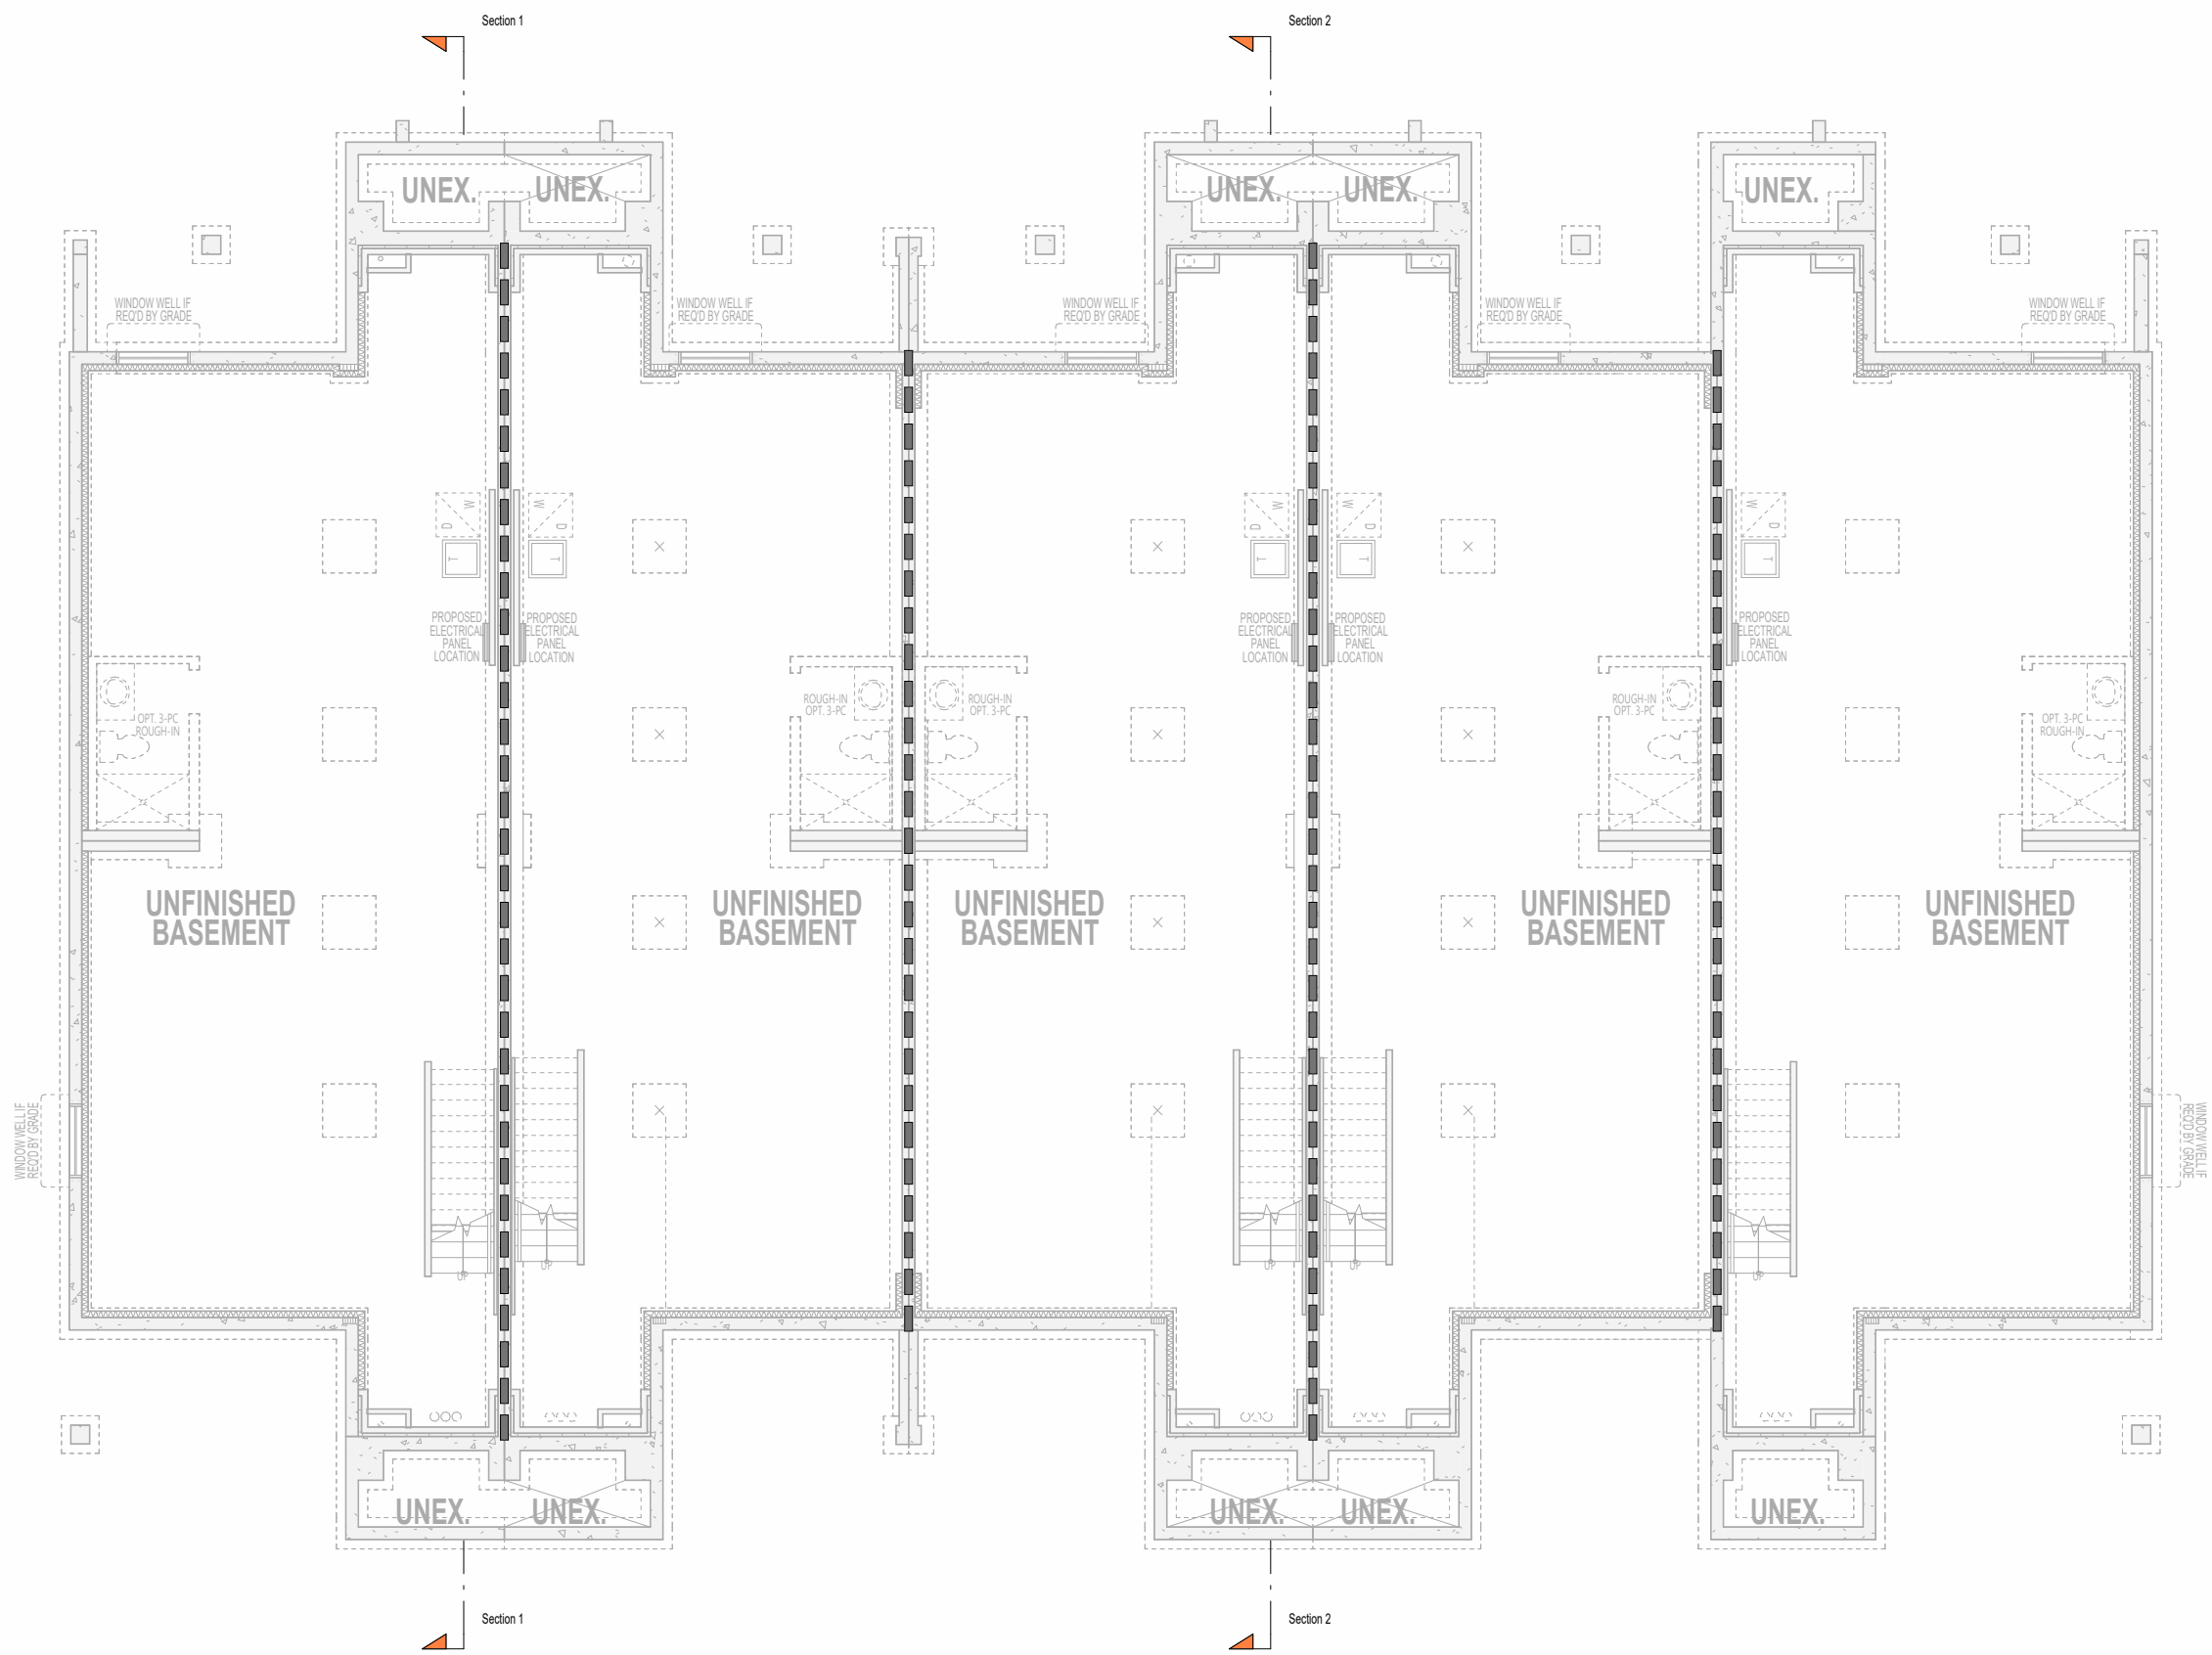 Section 1
Section 2
UNEX.
UNEX.
UNEX.
UNEX.
UNEX.
WINDOW WELL IF
REQ'D BY GRADE
WINDOW WELL IF
REQ'D BY GRADE
WINDOW WELL IF
REQ'D BY GRADE
WINDOW WELL IF
REQ'D BY GRADE
WINDOW WELL IF
REQ'D BY GRADE
W
D
T
W
D
T
W
D
T
W
D
T
W
D
T
PROPOSED
ELECTRICAL
PANEL
LOCATION
PROPOSED
ELECTRICAL
PANEL
LOCATION
PROPOSED
ELECTRICAL
PANEL
LOCATION
PROPOSED
ELECTRICAL
PANEL
LOCATION
PROPOSED
ELECTRICAL
PANEL
LOCATION
OPT. 3-PC
ROUGH-IN
ROUGH-IN
OPT. 3-PC
ROUGH-IN
OPT. 3-PC
ROUGH-IN
OPT. 3-PC
OPT. 3-PC
ROUGH-IN
UNFINISHED
BASEMENT
UNFINISHED
BASEMENT
UNFINISHED
BASEMENT
UNFINISHED
BASEMENT
UNFINISHED
BASEMENT
WINDOW WELL IF
REQ'D BY GRADE
WINDOW WELL IF
REQ'D BY GRADE
UP
UP
UP
UP
UP
UNEX.
UNEX.
UNEX.
UNEX.
UNEX.
Section 1
Section 2